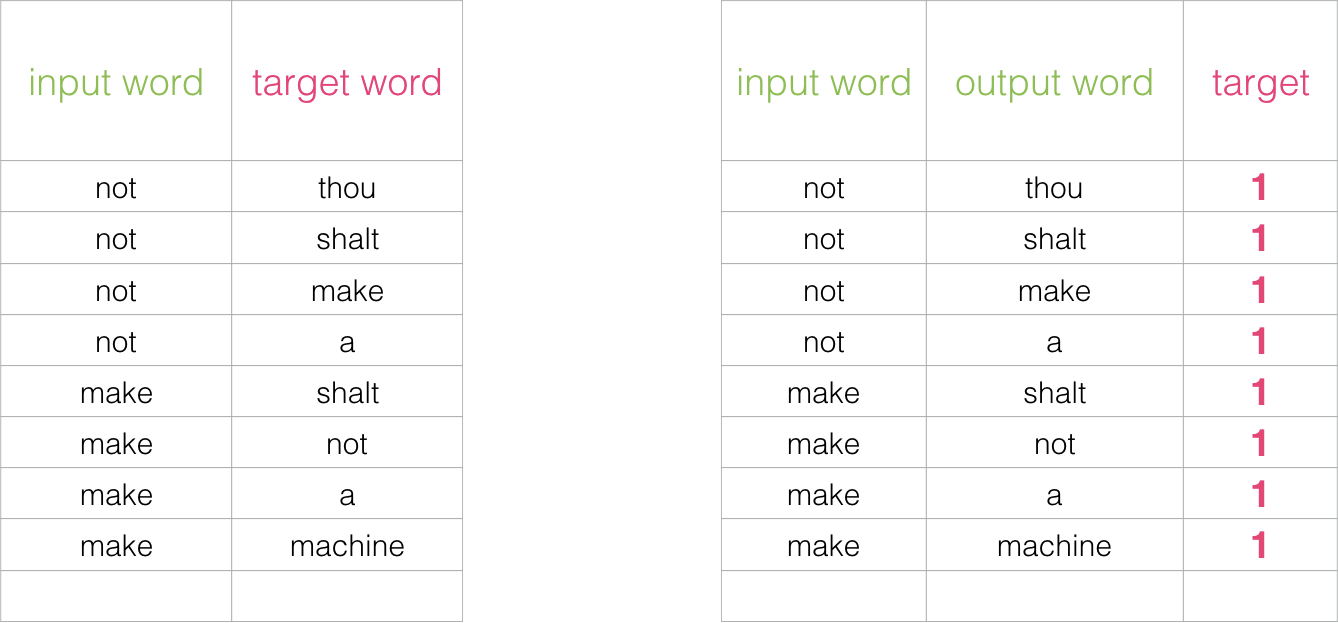 input word target word
not thou
not shalt
not make
not a
make shalt
make not
make a
make machine
input word output word target
not thou 1
not shalt 1
not make 1
not a 1
make shalt 1
make not 1
make a 1
make machine 1